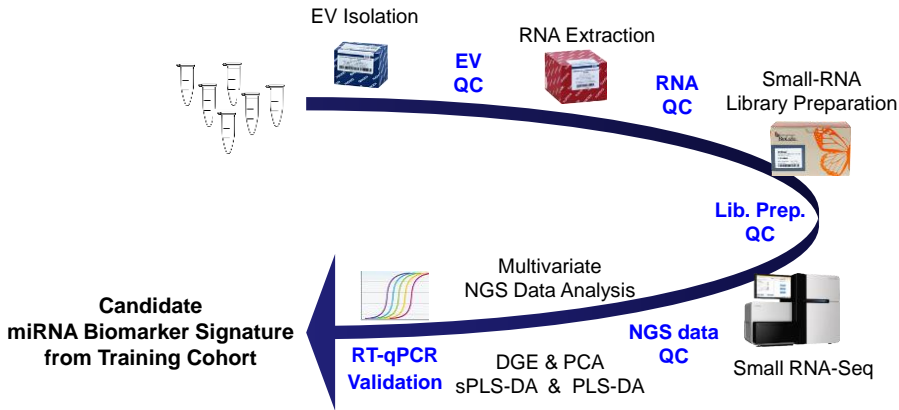 EV Isolation
EV
QC
RNA Extraction
RNA
QC
Small-RNA
Library Preparation
Lib. Prep.
QC
Small RNA-Seq
NGS data
QC
Multivariate
NGS Data Analysis
DGE & PCA
sPLS-DA & PLS-DA
RT-qPCR
Validation
Candidate
miRNA Biomarker Signature
from Training Cohort